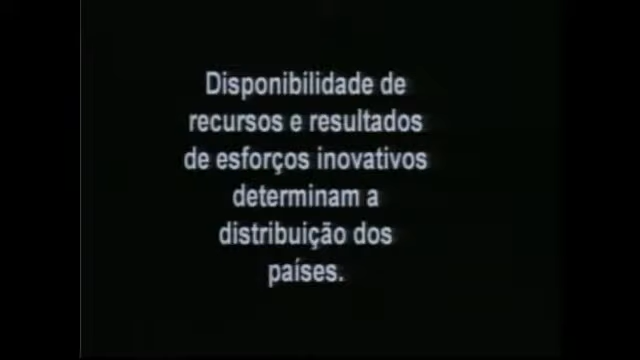 Disponibilidade de
recursos e resultados
de esforços inovativos
determinam a
distribuição dos
países.